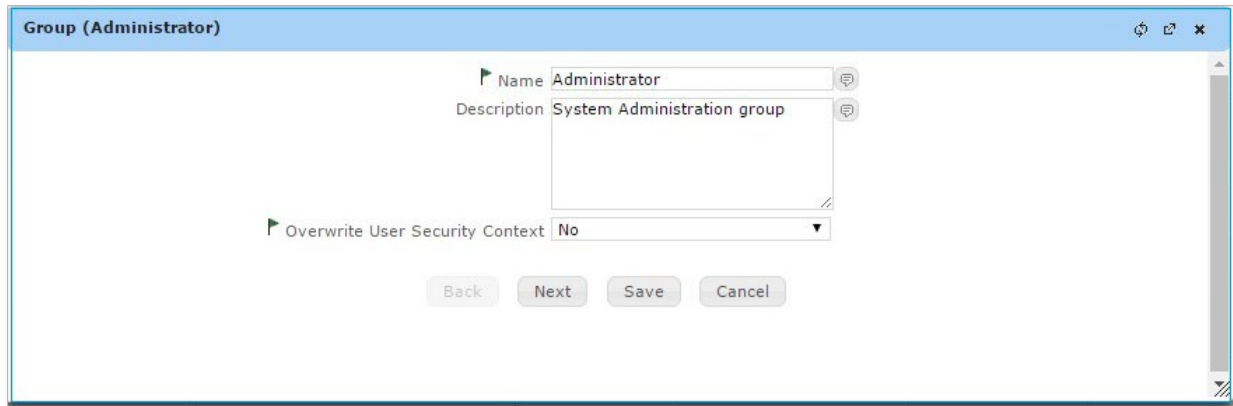 Group (Administrator)
Name Administrator
Description System Administration group
Overwrite User Security Context No
Back Next Save Cancel